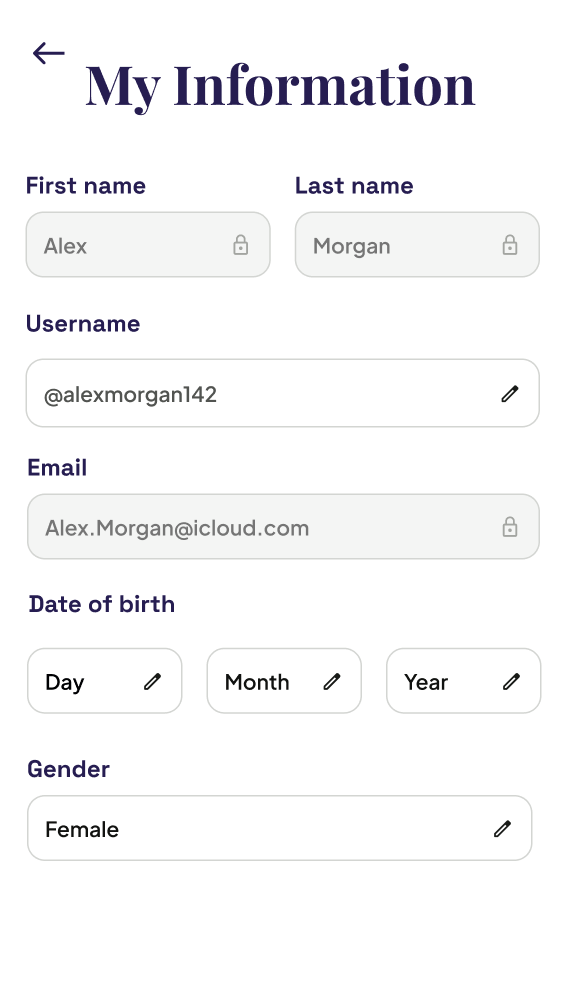 My Information
First name Last name
Alex Morgan
Username
@alexmorgan142
Email
Alex.Morgan@icloud.com
Date of birth
Day Month Year
Gender
Female